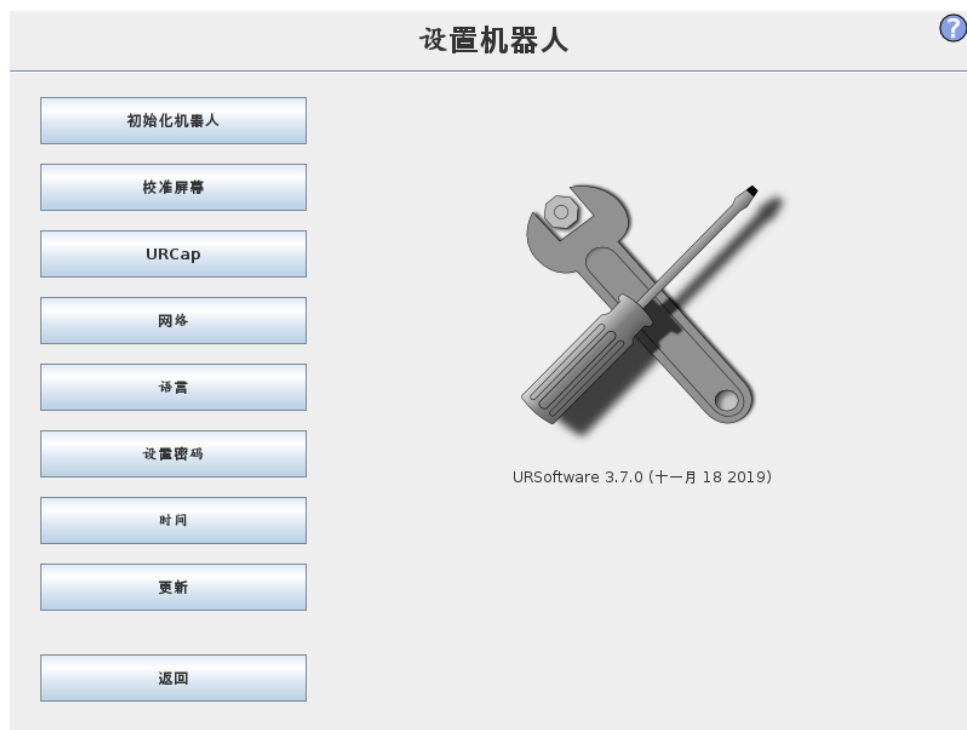 设置机器人
?
初始化机器人
校准屏幕
URCap
网络
语言
设置密码
时间
更新
返回
URSoftware 3.7.0 (十一月 18 2019)